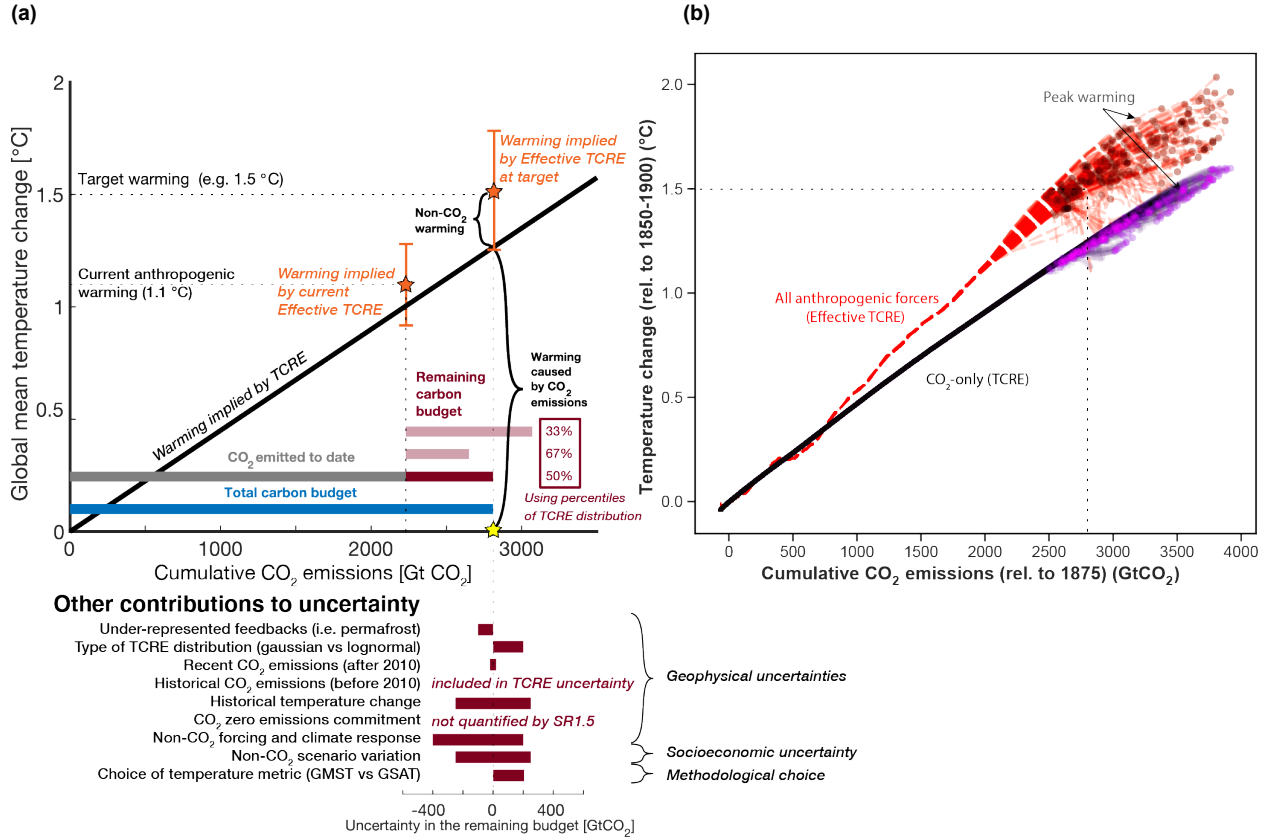 (a)
2
1.5
1
0.5
0
Global mean temperature change [°C]
Target warming (e.g. 1.5 °C)
Current anthropogenic
warming (1.1 °C)
Warming implied
by current
Effective TCRE
Warming implied
by Effective TCRE
at target
Non-CO2
warming
Warming implied by TCRE
Warming
caused
by CO2
emissions
Remaining
carbon
budget
33%
67%
50%
CO2 emitted to date
Total carbon budget
Using percentiles
of TCRE distribution
0
1000
2000
3000
Cumulative CO2 emissions [Gt CO2]
Other contributions to uncertainty
Under-represented feedbacks (i.e. permafrost)
Type of TCRE distribution (gaussian vs lognormal)
Recent CO2 emissions (after 2010)
Historical CO2 emissions (before 2010) included in TCRE uncertainty
Historical temperature change
CO2 zero emissions commitment not quantified by SR1.5
Non-CO2 forcing and climate response
Non-CO2 scenario variation
Choice of temperature metric (GMST vs GSAT)
Geophysical uncertainties
Socioeconomic uncertainty
Methodological choice
-400 0 400
Uncertainty in the remaining budget [GtCO2]
(b)
2.0
1.5
1.0
0.5
0.0
Temperature change (rel. to 1850-1900) (°C)
Peak warming
All anthropogenic forcers
(Effective TCRE)
CO2-only (TCRE)
0 500 1000 1500 2000 2500 3000 3500 4000
Cumulative CO2 emissions (rel. to 1875) (GtCO2)